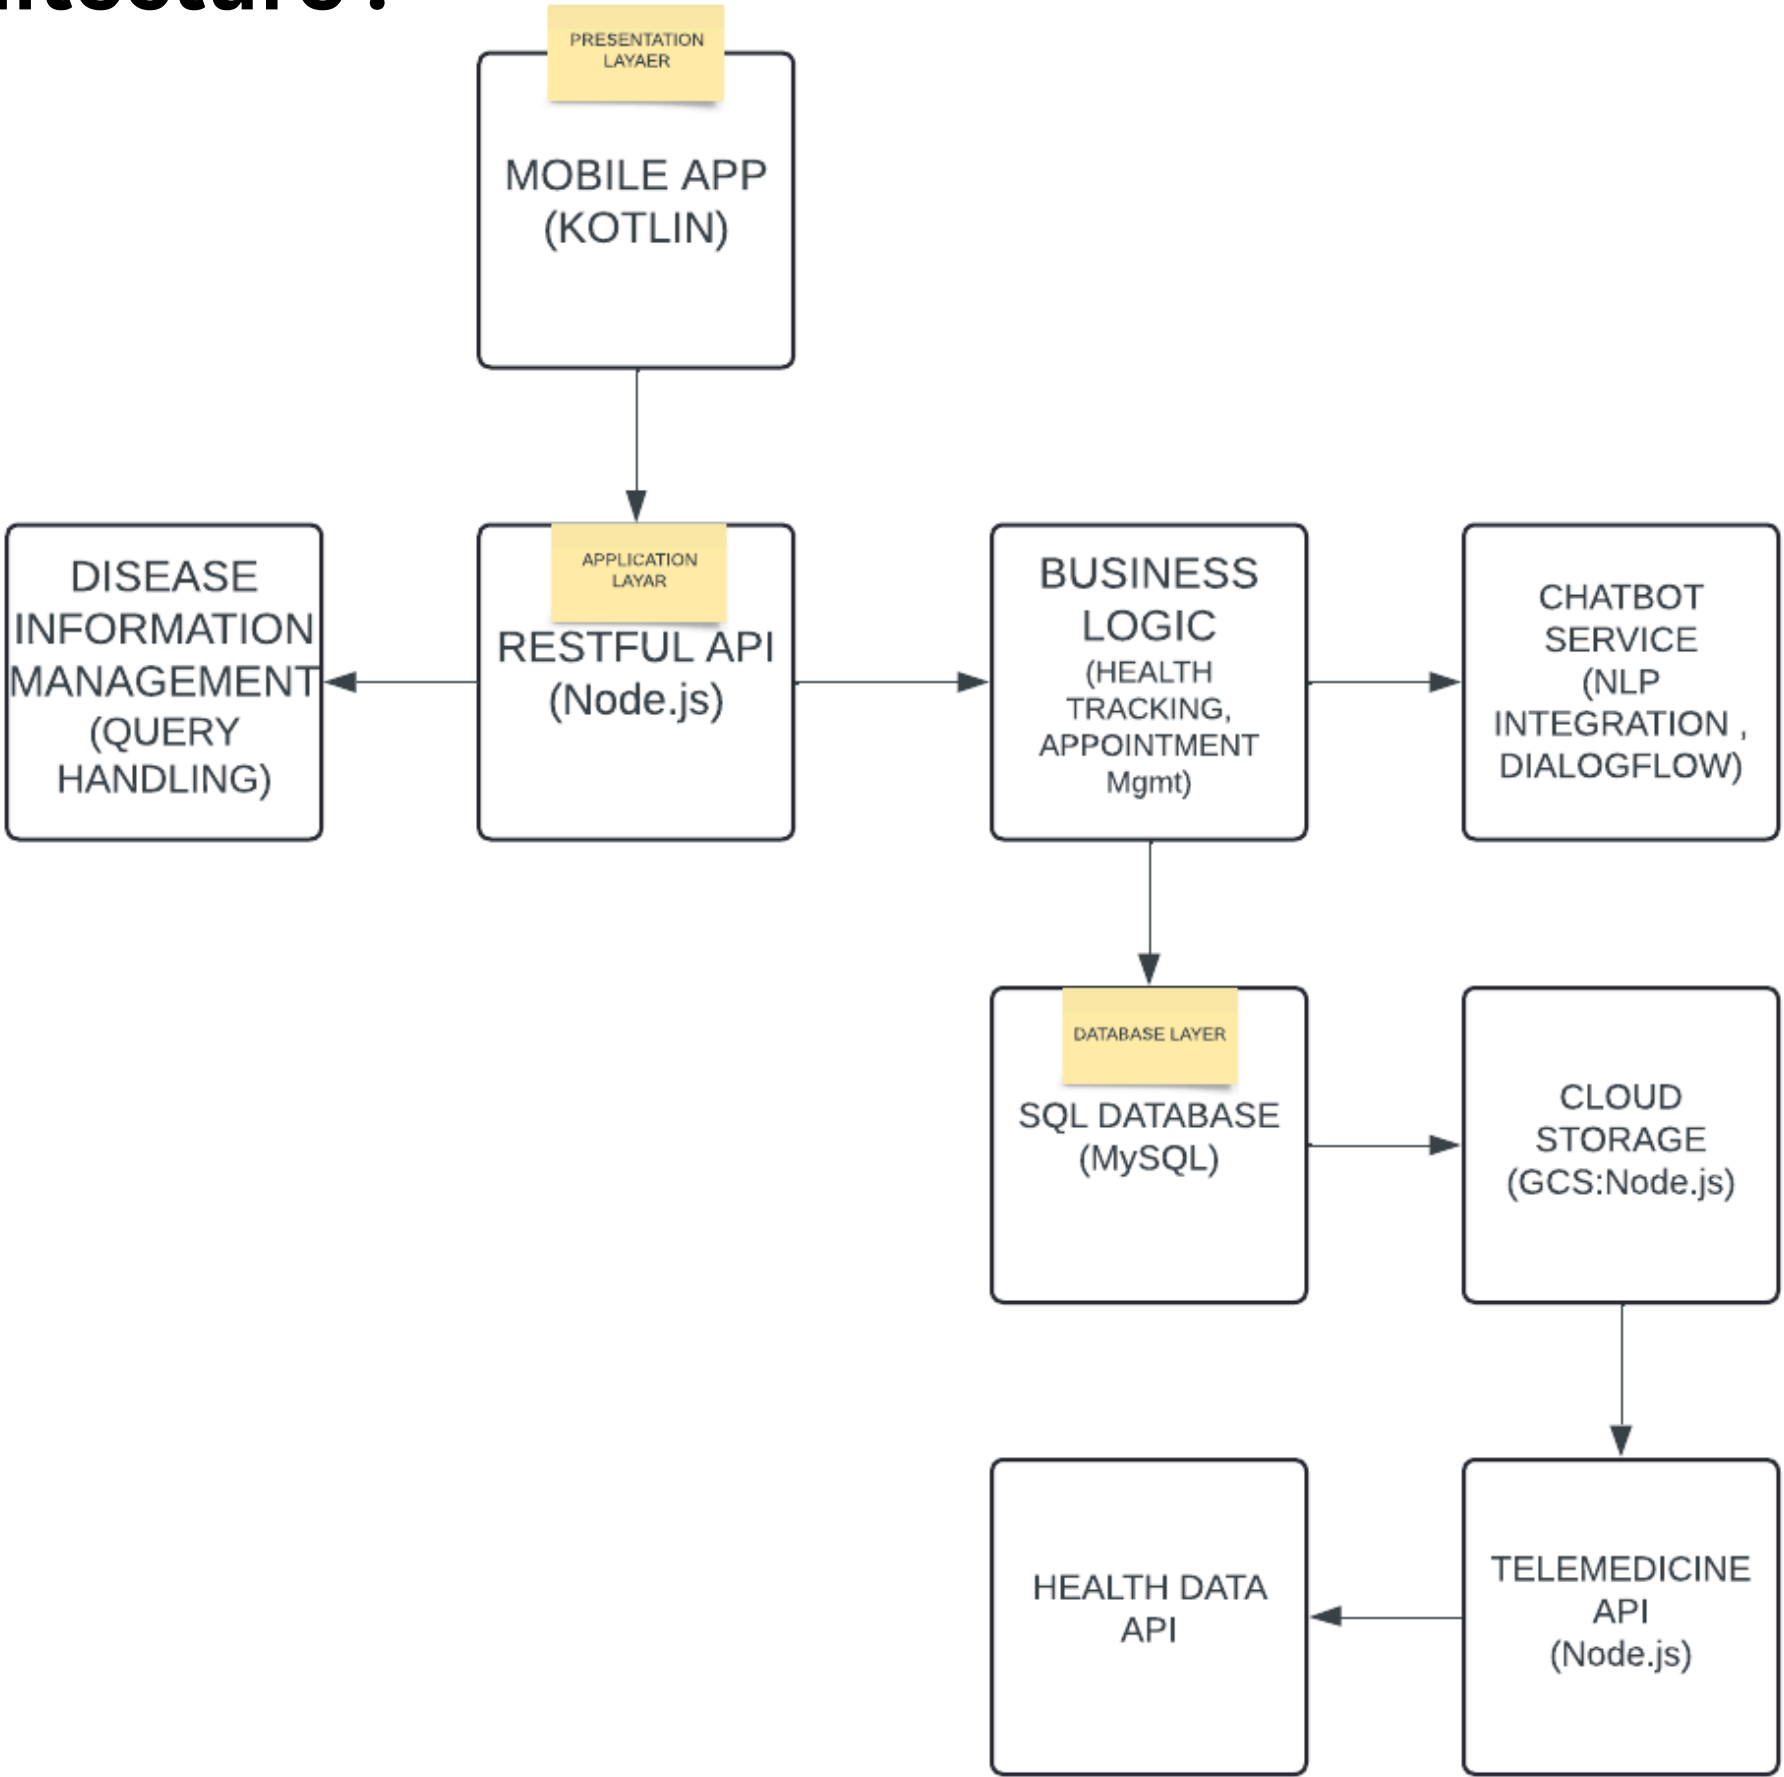 PRESENTATION
LAYAER
MOBILE APP
(KOTLIN)
DISEASE
INFORMATION
MANAGEMENT
(QUERY
HANDLING)
APPLICATION
LAYAR
RESTFUL API
(Node.js)
BUSINESS
LOGIC
(HEALTH
TRACKING,
APPOINTMENT
Mgmt)
CHATBOT
SERVICE
(NLP
INTEGRATION ,
DIALOGFLOW)
DATABASE LAYER
SQL DATABASE
(MySQL)
CLOUD
STORAGE
(GCS:Node.js)
HEALTH DATA
API
TELEMEDICINE
API
(Node.js)